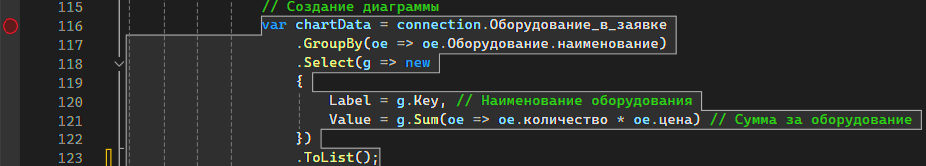 115 // Создание диаграммы
116 var chartData = connection.Оборудование_в_заявке
117 .GroupBy(oe => oe.Оборудование.наименование)
118 .Select(g => new
119 {
120 Label = g.Key, // Наименование оборудования
121 Value = g.Sum(oe => oe.количество * oe.цена) // Сумма за оборудование
122 })
123 .ToList();